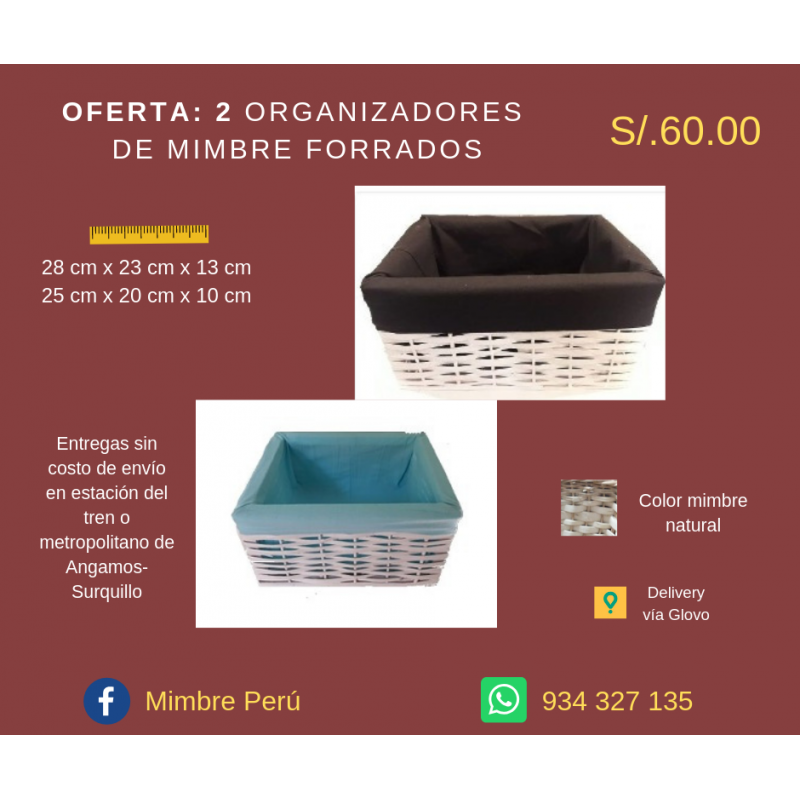 OFERTA: 2 ORGANIZADORES
DE MIMBRE FORRADOS
S/.60.00
28 cm x 23 cm x 13 cm
25 cm x 20 cm x 10 cm
Entregas sin
costo de envío
en estación del
tren o
metropolitano de
Angamos-
Surquillo
Color mimbre
natural
Delivery
vía Glovo
Mimbre Perú
934 327 135